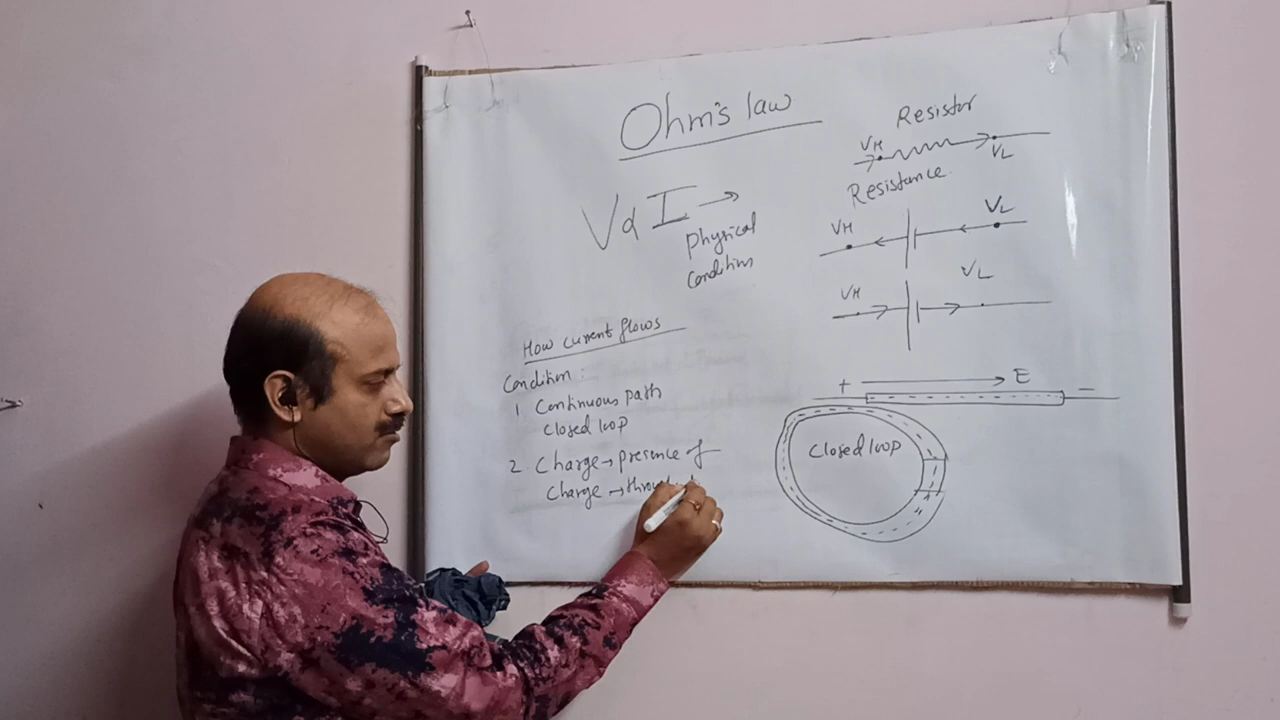 Ohm's law
V α I →
Physical
Condition
How current flows
Condition :
1. Continuous path
Closed loop
2. Charge → presence of
Charge →
Resistor
VH
VL
Resistance
VH
VL
VH
VL
+ E −
Closed loop